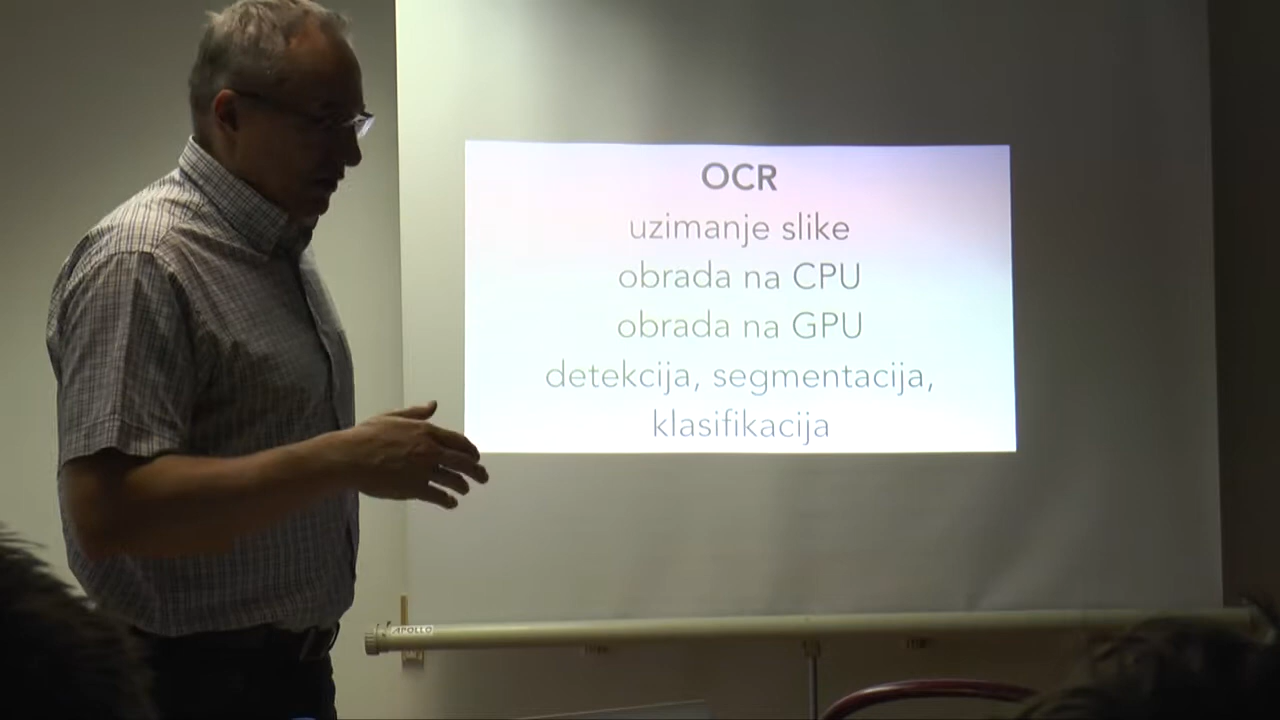 OCR
uzimanje slike
obrada na CPU
obrada na GPU
detekcija, segmentacija,
klasifikacija
APOLLO